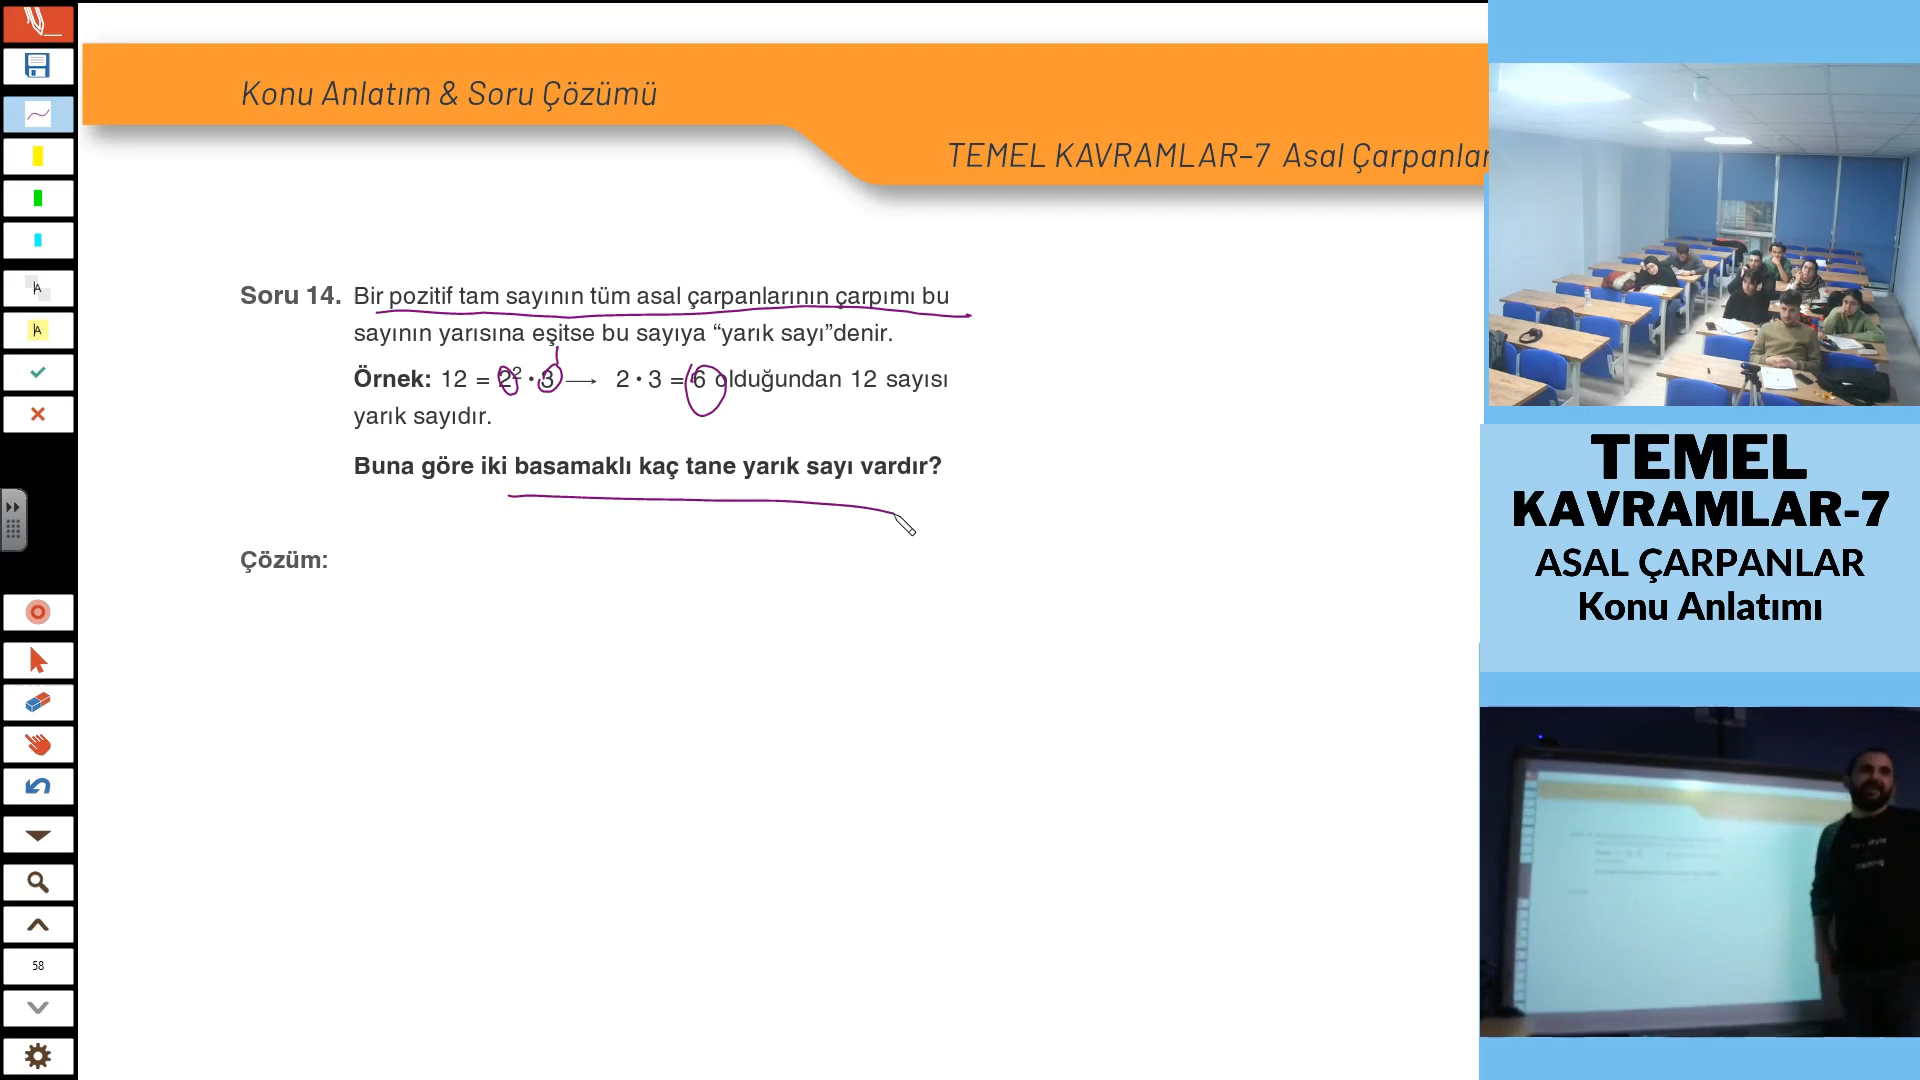 Konu Anlatım & Soru Çözümü
TEMEL KAVRAMLAR–7 Asal Çarpanlar
Soru 14. Bir pozitif tam sayının tüm asal çarpanlarının çarpımı bu
sayının yarısına eşitse bu sayıya “yarık sayı”denir.
Örnek: 12 = 2² · 3 → 2 · 3 = 6 olduğundan 12 sayısı
yarık sayıdır.
Buna göre iki basamaklı kaç tane yarık sayı vardır?
Çözüm:
58
TEMEL
KAVRAMLAR-7
ASAL ÇARPANLAR
Konu Anlatımı